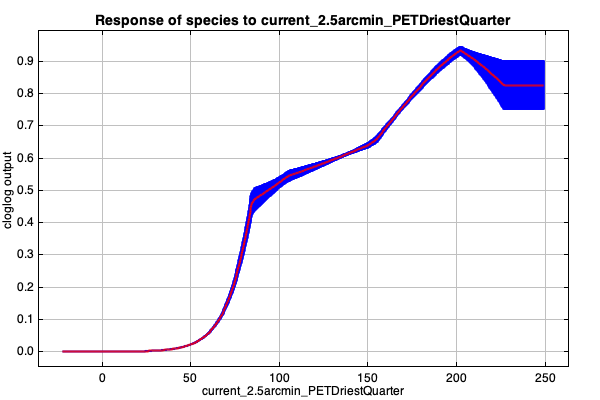 Response of species to current_2.5arcmin_PETDriestQuarter
cloglog output
0.9
0.8
0.7
0.6
0.5
0.4
0.3
0.2
0.1
0.0
0 50 100 150 200 250
current_2.5arcmin_PETDriestQuarter